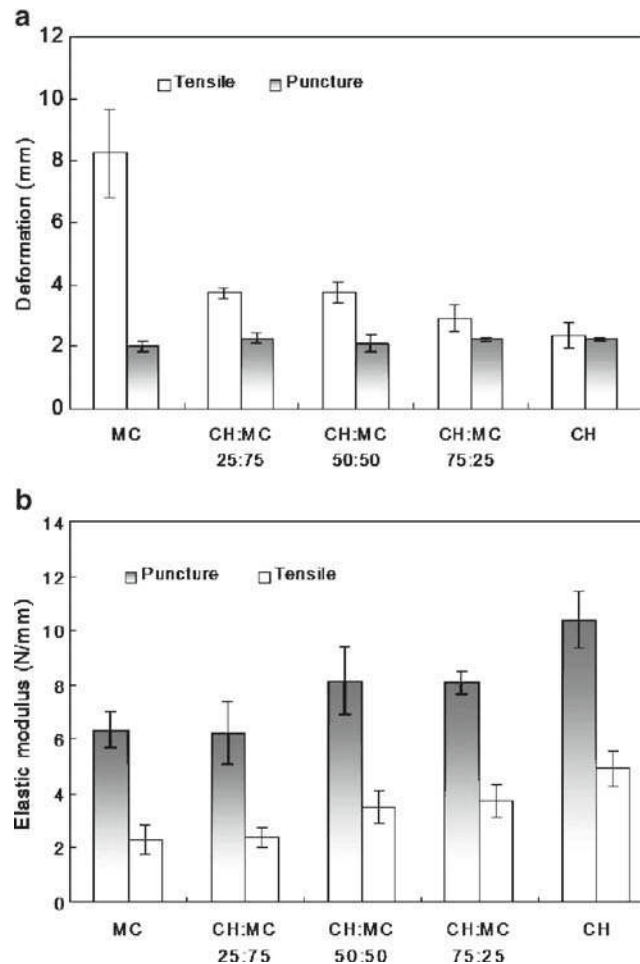 a
12
10
8
6
4
2
0
Daformation (mm)
Tensile Puncture
MC CH:MC CH:MC CH:MC CH
25:75 50:50 75:25
b
14
12
10
8
6
4
2
0
Elastic modulus (N/mm)
Puncture Tensile
MC CH:MC CH:MC CH:MC CH
25:75 50:50 75:25